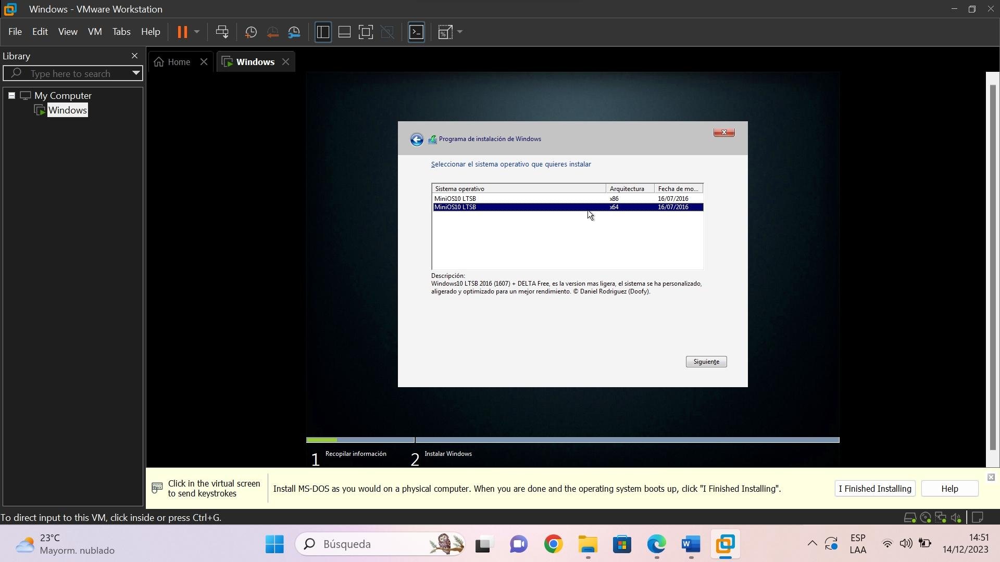 Windows - VMware Workstation
File Edit View VM Tabs Help
Library
Type here to search
My Computer
Windows
Home
Windows
Programa de instalación de Windows
Seleccionar el sistema operativo que quieres instalar
Sistema operativo Arquitectura Fecha de mo...
MiniOS10 LTSB x86 16/07/2016
MiniOS10 LTSB x64 16/07/2016
Descripción:
Windows10 LTSB 2016 (1607) + DELTA Free, es la version mas ligera, el sistema se ha personalizado,
aligerado y optimizado para un mejor rendimiento. © Daniel Rodriguez (Doofy).
Siguiente
1 Recopilar información 2 Instalar Windows
Click in the virtual screen
to send keystrokes
Install MS-DOS as you would on a physical computer. When you are done and the operating system boots up, click "I Finished Installing".
I Finished Installing
Help
To direct input to this VM, click inside or press Ctrl+G.
23°C
Mayorm. nublado
Búsqueda
ESP
LAA
14:51
14/12/2023